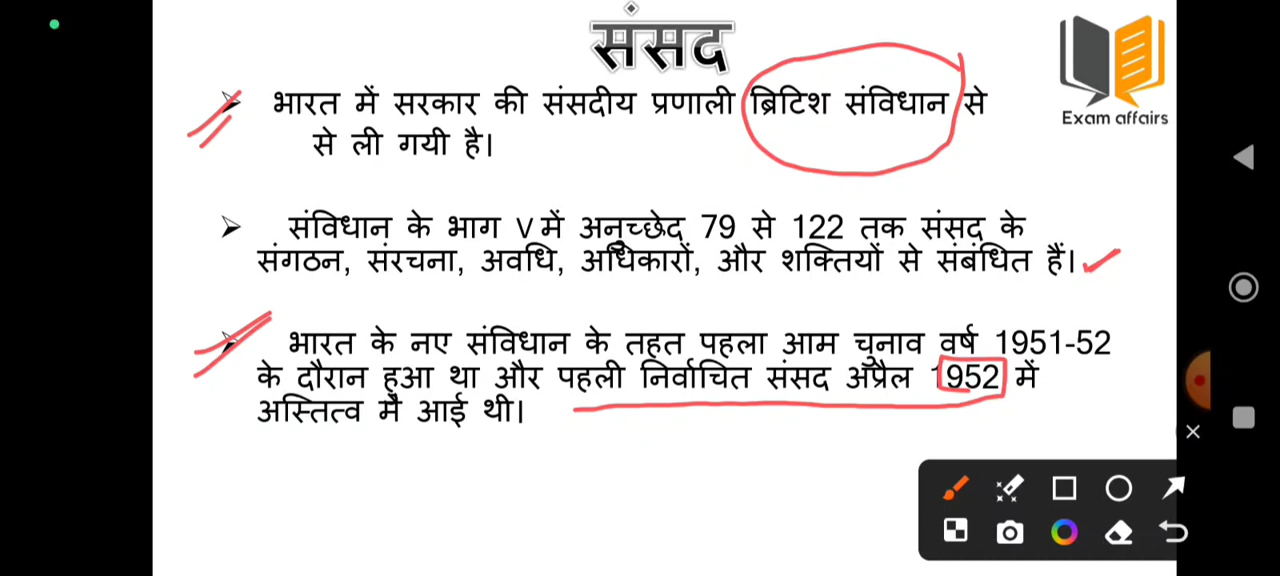 संसद
Exam affairs
➢ भारत में सरकार की संसदीय प्रणाली ब्रिटिश संविधान से
से ली गयी है।
➢ संविधान के भाग V में अनुच्छेद 79 से 122 तक संसद के
संगठन, संरचना, अवधि, अधिकारों, और शक्तियों से संबंधित हैं।
➢ भारत के नए संविधान के तहत पहला आम चुनाव वर्ष 1951-52
के दौरान हुआ था और पहली निर्वाचित संसद अप्रैल 1952 में
अस्तित्व में आई थी।